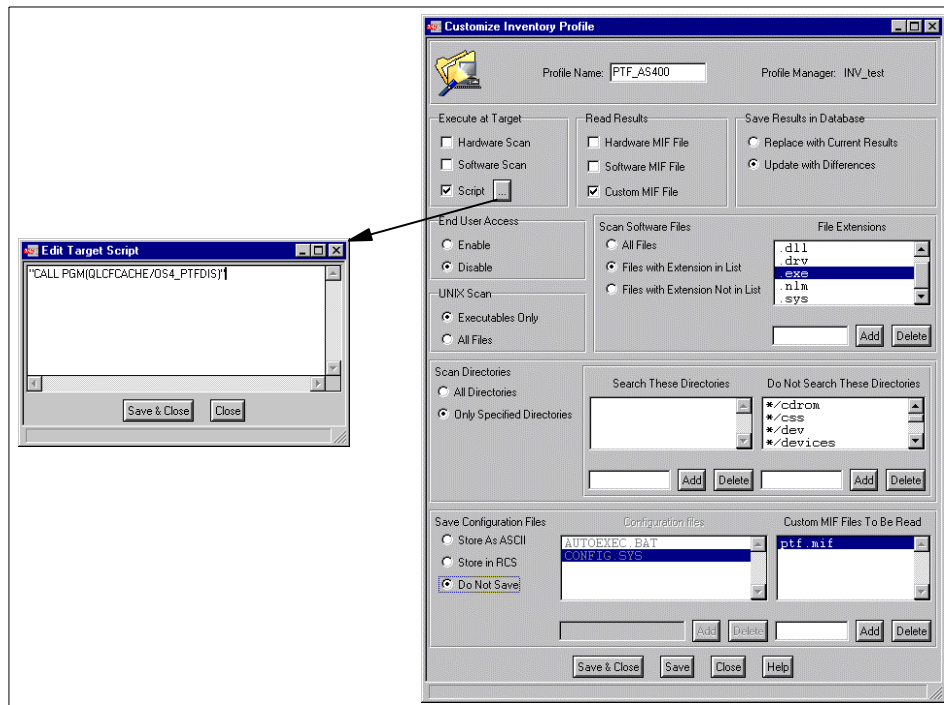 Customize Inventory Profile
Profile Name: PTF_AS400 Profile Manager: INV_test
Execute at Target
Hardware Scan
Software Scan
Script ...
Read Results
Hardware MIF File
Software MIF File
Custom MIF File
Save Results in Database
Replace with Current Results
Update with Differences
Edit Target Script
"CALL PGM(QLCFCACHE/OS4_PTFDIS)"
Save & Close Close
End User Access
Enable
Disable
UNIX Scan
Executables Only
All Files
Scan Software Files
All Files
Files with Extension in List
Files with Extension Not in List
File Extensions
.dll
.drv
.exe
.nlm
.sys
Add Delete
Scan Directories
All Directories
Only Specified Directories
Search These Directories
Add Delete
Do Not Search These Directories
*/cdrom
*/css
*/dev
*/devices
Add Delete
Save Configuration Files
Store As ASCII
Store in RCS
Do Not Save
Configuration files
AUTOEXEC.BAT
CONFIG.SYS
Add Delete
Custom MIF Files To Be Read
ptf.mif
Add Delete
Save & Close Save Close Help